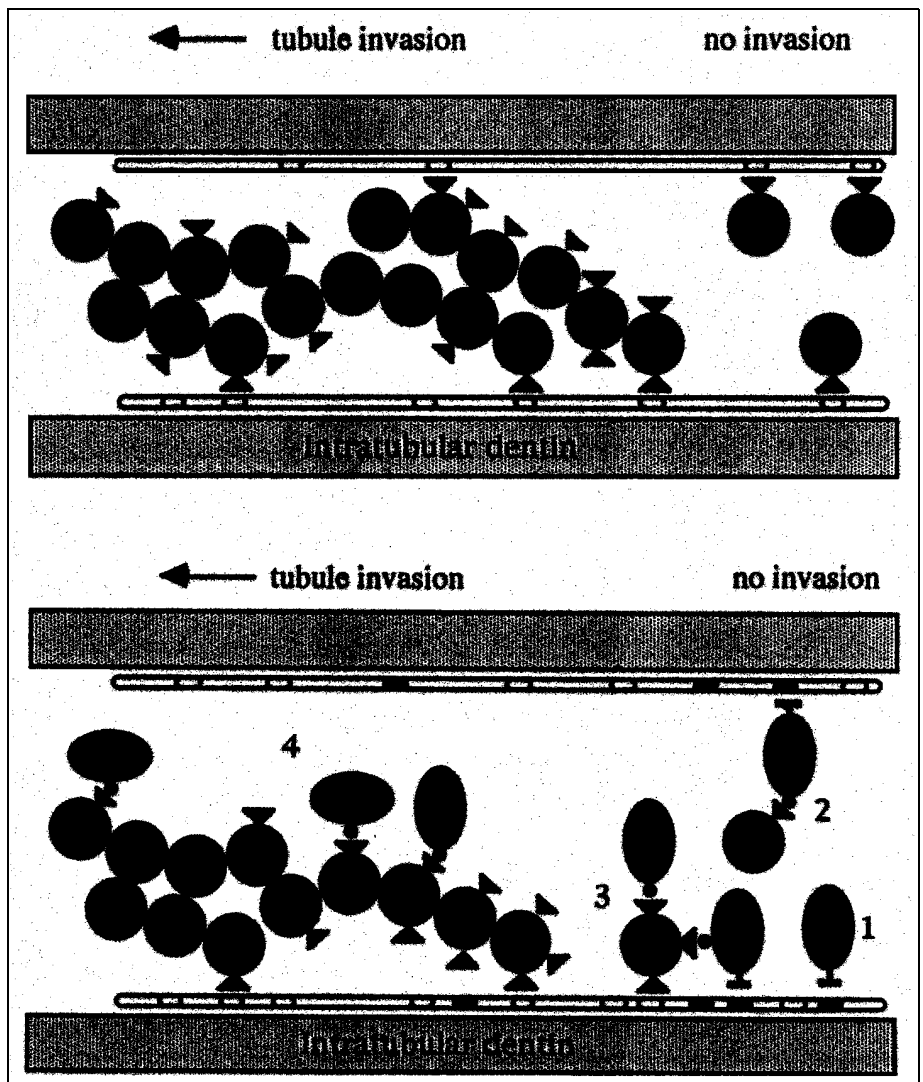 tubule invasion no invasion
Intratubular dentin
tubule invasion no invasion
4
2
3
1
Intratubular dentin